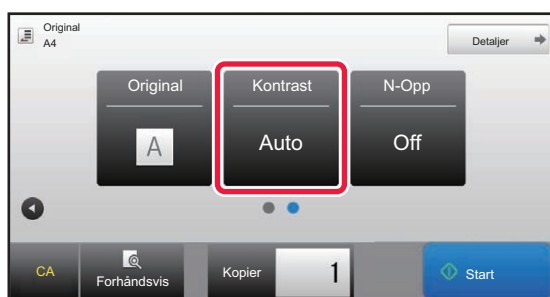 Original
A4
Detaljer
Original
Kontrast
N-Opp
A
Auto
Off
CA
Forhåndsvis
Kopier
1
Start